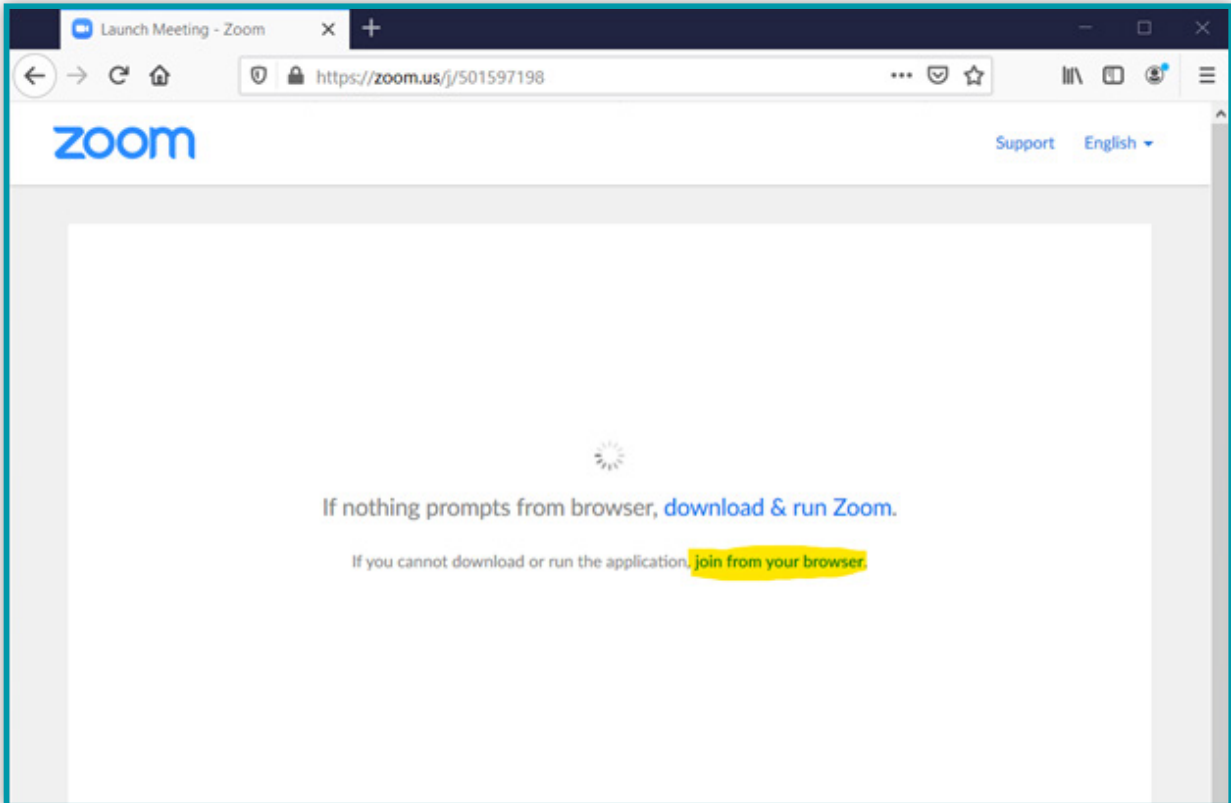 Launch Meeting - Zoom
https://zoom.us/j/501597198
zoom
Support English
If nothing prompts from browser, download & run Zoom.
If you cannot download or run the application, join from your browser.